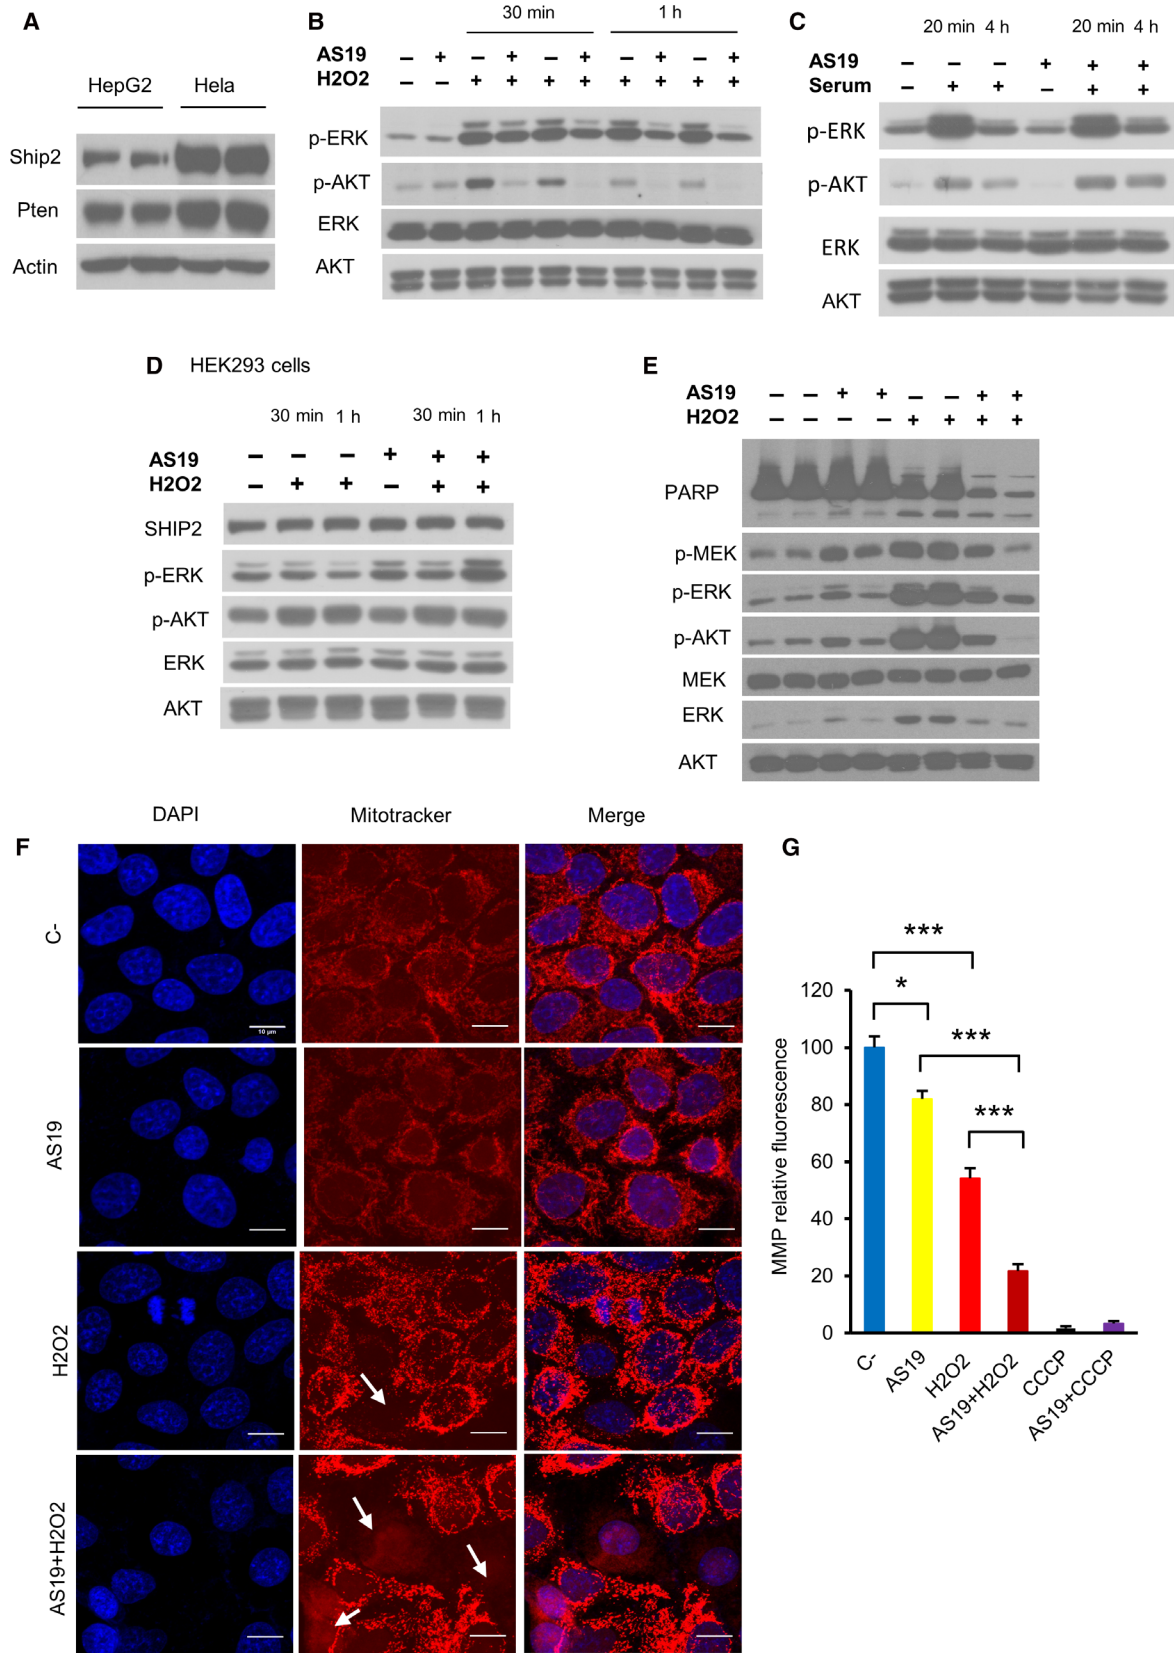 A
HepG2 Hela
Ship2
Pten
Actin
B
30 min 1 h
AS19 – + – + – + – + – +
H2O2 – – + + + + + + + +
p-ERK
p-AKT
ERK
AKT
C
20 min 4 h 20 min 4 h
AS19 – – – + + +
Serum – + + – + +
p-ERK
p-AKT
ERK
AKT
D HEK293 cells
30 min 1 h 30 min 1 h
AS19 – – – + + +
H2O2 – + + – + +
SHIP2
p-ERK
p-AKT
ERK
AKT
E
AS19 – – + + – – + +
H2O2 – – – – + + + +
PARP
p-MEK
p-ERK
p-AKT
MEK
ERK
AKT
F
DAPI Mitotracker Merge
C-
10 µm
AS19
H2O2
AS19+H2O2
G
***
*
***
***
MMP relative fluorescence
120
100
80
60
40
20
0
C- AS19 H2O2 AS19+H2O2 CCCP AS19+CCCP